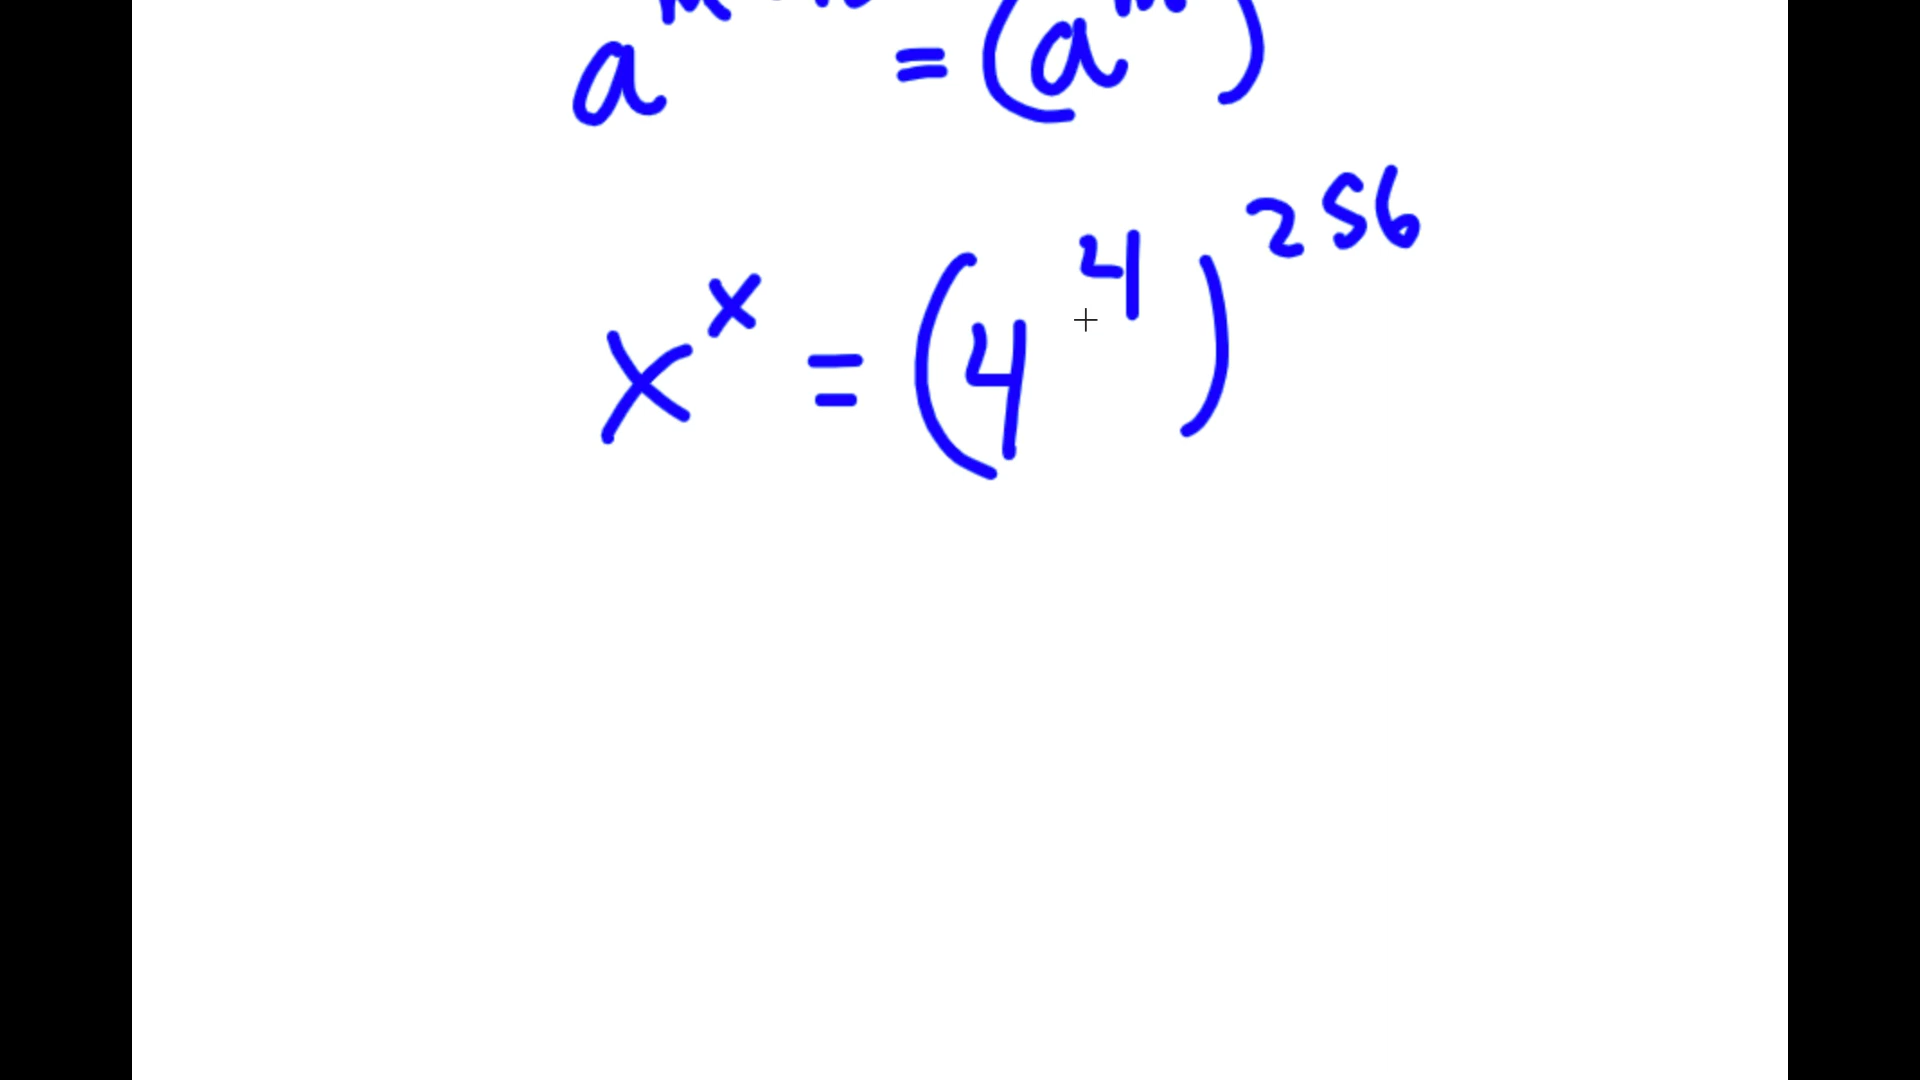 a^{m·n} = (a^m)
x^x = (4^4)^256